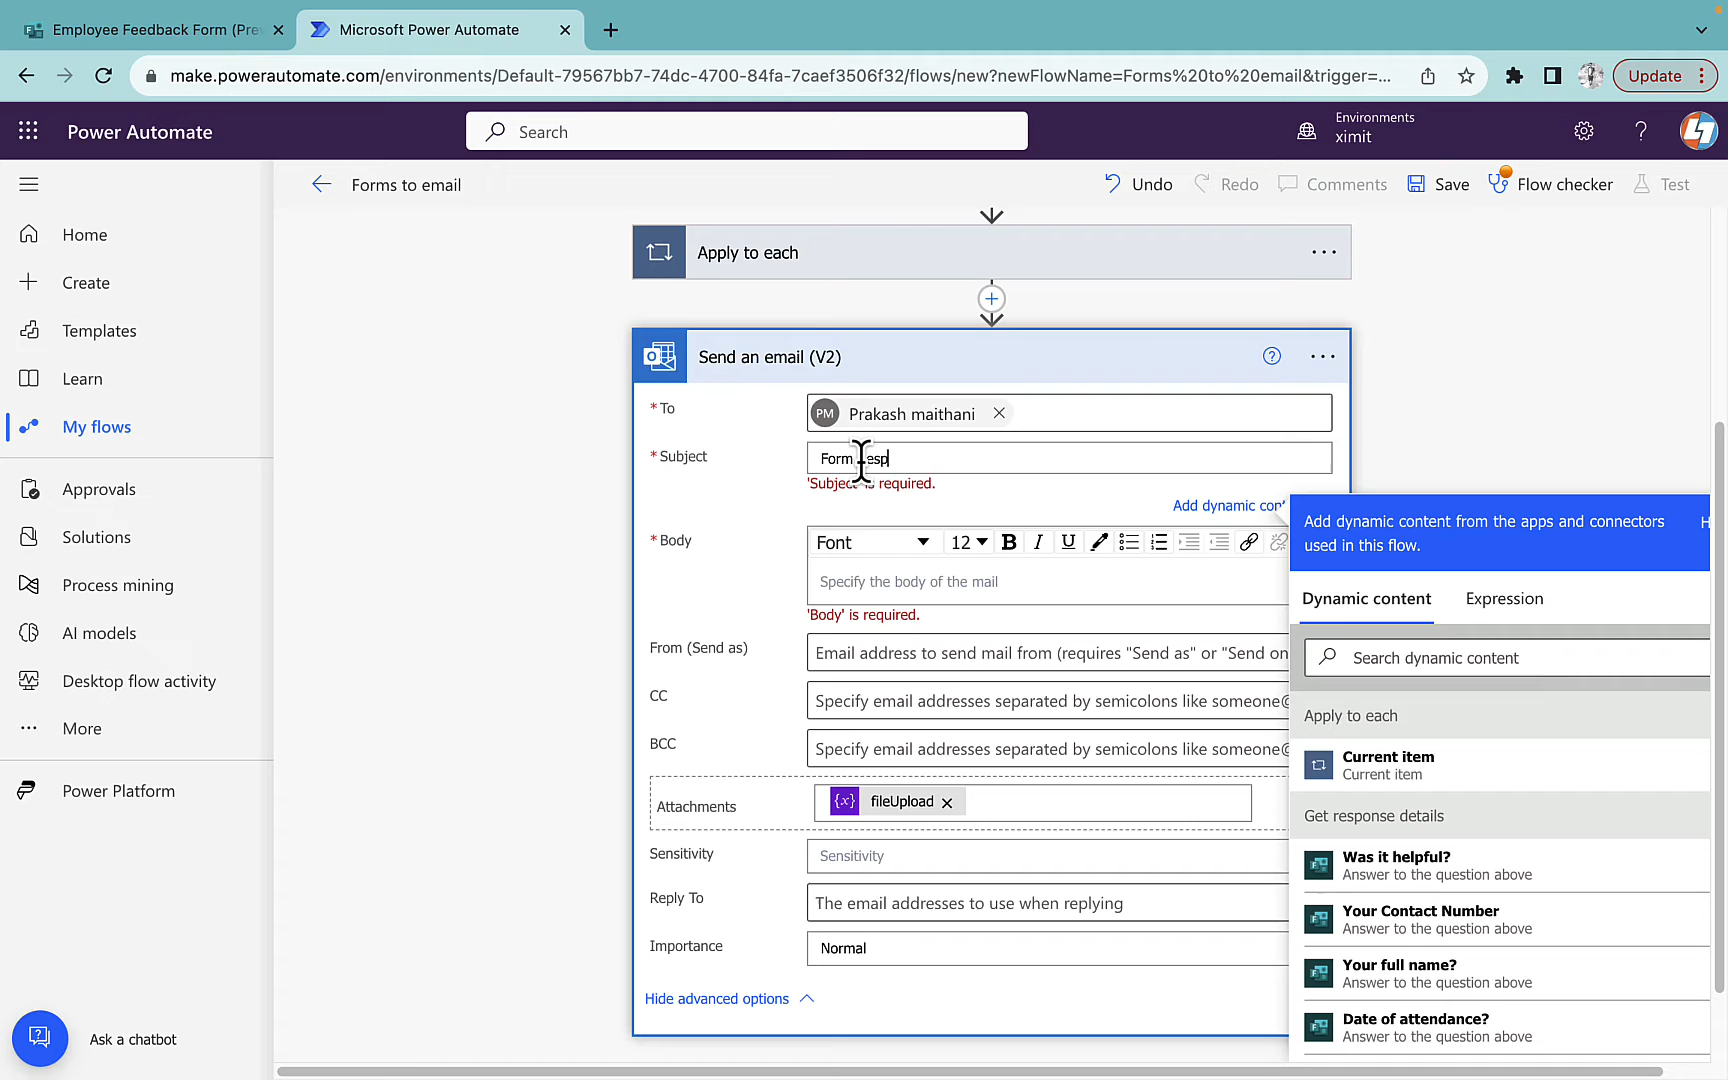 Employee Feedback Form (Pre
Microsoft Power Automate
make.powerautomate.com/environments/Default-79567bb7-74dc-4700-84fa-7caef3506f32/flows/new?newFlowName=Forms%20to%20email&trigger=...
Update
Power Automate
Search
Environments
ximit
Forms to email
Undo
Redo
Comments
Save
Flow checker
Test
Home
Create
Templates
Learn
My flows
Approvals
Solutions
Process mining
AI models
Desktop flow activity
More
Power Platform
Ask a chatbot
Apply to each
Send an email (V2)
* To
PM Prakash maithani
* Subject
Form esp
'Subject' is required.
Add dynamic con
* Body
Font
12
B I U
Specify the body of the mail
'Body' is required.
From (Send as)
Email address to send mail from (requires "Send as" or "Send on
CC
Specify email addresses separated by semicolons like someone@
BCC
Specify email addresses separated by semicolons like someone@
Attachments
{x} fileUpload
Sensitivity
Sensitivity
Reply To
The email addresses to use when replying
Importance
Normal
Hide advanced options
Add dynamic content from the apps and connectors
used in this flow.
H
Dynamic content
Expression
Search dynamic content
Apply to each
Current item
Current item
Get response details
Was it helpful?
Answer to the question above
Your Contact Number
Answer to the question above
Your full name?
Answer to the question above
Date of attendance?
Answer to the question above